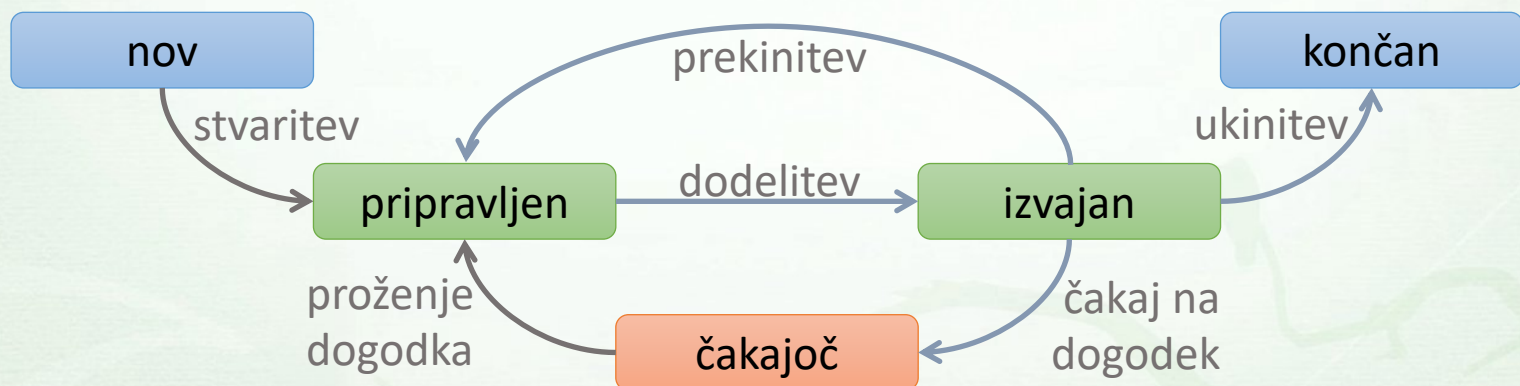 nov
prekinitev
končan
stvaritev
ukinitev
pripravljen
dodelitev
izvajan
proženje
dogodka
čakajoč
čakaj na
dogodek